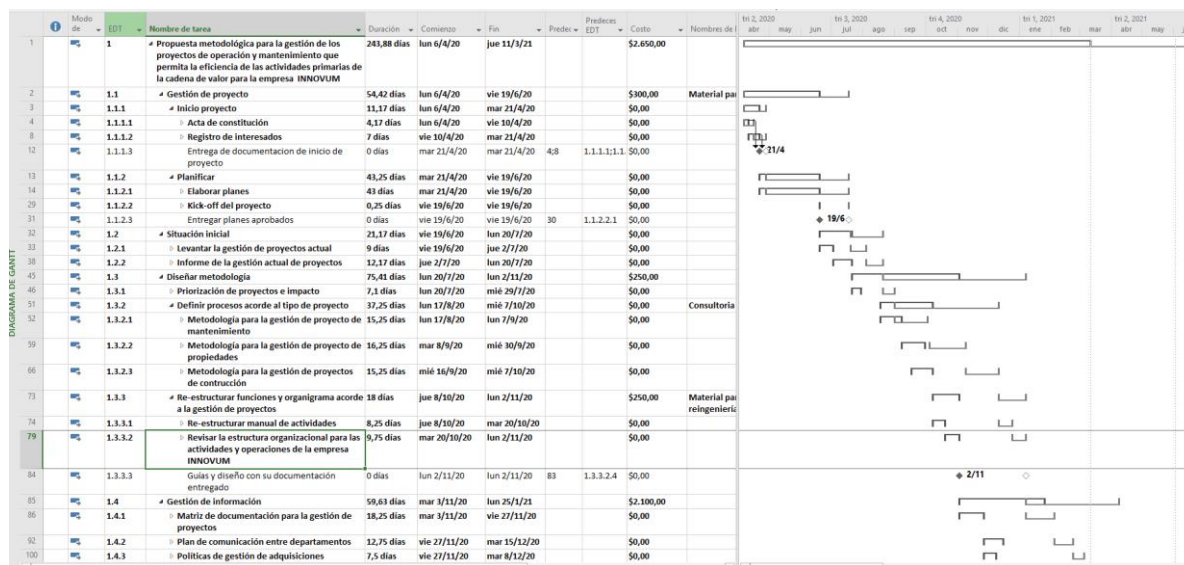 Modo de
EDT
Nombre de tarea
Duración
Comienzo
Fin
Predec
Predeces EDT
Costo
Nombres de l
tri 2, 2020 tri 3, 2020 tri 4, 2020 tri 1, 2021 tri 2, 2021
abr may jun jul ago sep oct nov dic ene feb mar abr may
DIAGRAMA DE GANTT
1 1 Propuesta metodológica para la gestión de los 243,88 días lun 6/4/20 jue 11/3/21 $2.650,00
proyectos de operación y mantenimiento que
permita la eficiencia de las actividades primarias de
la cadena de valor para la empresa INNOVUM
2 1.1 Gestión de proyecto 54,42 días lun 6/4/20 vie 19/6/20 $300,00 Material pa
3 1.1.1 Inicio proyecto 11,17 días lun 6/4/20 mar 21/4/20 $0,00
4 1.1.1.1 Acta de constitución 4,17 días lun 6/4/20 vie 10/4/20 $0,00
8 1.1.1.2 Registro de interesados 7 días vie 10/4/20 mar 21/4/20 $0,00
12 1.1.1.3 Entrega de documentacion de inicio de 0 días mar 21/4/20 mar 21/4/20 4;8 1.1.1.1;1.1. $0,00 21/4
proyecto
13 1.1.2 Planificar 43,25 días mar 21/4/20 vie 19/6/20 $0,00
14 1.1.2.1 Elaborar planes 43 días mar 21/4/20 vie 19/6/20 $0,00
29 1.1.2.2 Kick-off del proyecto 0,25 días vie 19/6/20 vie 19/6/20 $0,00
31 1.1.2.3 Entregar planes aprobados 0 días vie 19/6/20 vie 19/6/20 30 1.1.2.2.1 $0,00 19/6
32 1.2 Situación inicial 21,17 días vie 19/6/20 lun 20/7/20 $0,00
33 1.2.1 Levantar la gestión de proyectos actual 9 días vie 19/6/20 jue 2/7/20 $0,00
38 1.2.2 Informe de la gestión actual de proyectos 12,17 días jue 2/7/20 lun 20/7/20 $0,00
45 1.3 Diseñar metodología 75,41 días lun 20/7/20 lun 2/11/20 $250,00
46 1.3.1 Priorización de proyectos e impacto 7,1 días lun 20/7/20 mié 29/7/20 $0,00
51 1.3.2 Definir procesos acorde al tipo de proyecto 37,25 días lun 17/8/20 mié 7/10/20 $0,00 Consultoria
52 1.3.2.1 Metodología para la gestión de proyecto de 15,25 días lun 17/8/20 lun 7/9/20 $0,00
mantenimiento
59 1.3.2.2 Metodología para la gestión de proyecto de 16,25 días mar 8/9/20 mié 30/9/20 $0,00
propiedades
66 1.3.2.3 Metodología para la gestión de proyectos 15,25 días mié 16/9/20 mié 7/10/20 $0,00
de contrucción
73 1.3.3 Re-estructurar funciones y organigrama acorde 18 días jue 8/10/20 lun 2/11/20 $250,00 Material pa
a la gestión de proyectos reingenieria
74 1.3.3.1 Re-estructurar manual de actividades 8,25 días jue 8/10/20 mar 20/10/20 $0,00
79 1.3.3.2 Revisar la estructura organizacional para las 9,75 días mar 20/10/20 lun 2/11/20 $0,00
actividades y operaciones de la empresa
INNOVUM
84 1.3.3.3 Guías y diseño con su documentación 0 días lun 2/11/20 lun 2/11/20 83 1.3.3.2.4 $0,00 2/11
entregado
85 1.4 Gestión de información 59,63 días mar 3/11/20 lun 25/1/21 $2.100,00
86 1.4.1 Matriz de documentación para la gestión de 18,25 días mar 3/11/20 vie 27/11/20 $0,00
proyectos
92 1.4.2 Plan de comunicación entre departamentos 12,75 días vie 27/11/20 mar 15/12/20 $0,00
100 1.4.3 Políticas de gestión de adquisiciones 7,5 días vie 27/11/20 mar 8/12/20 $0,00